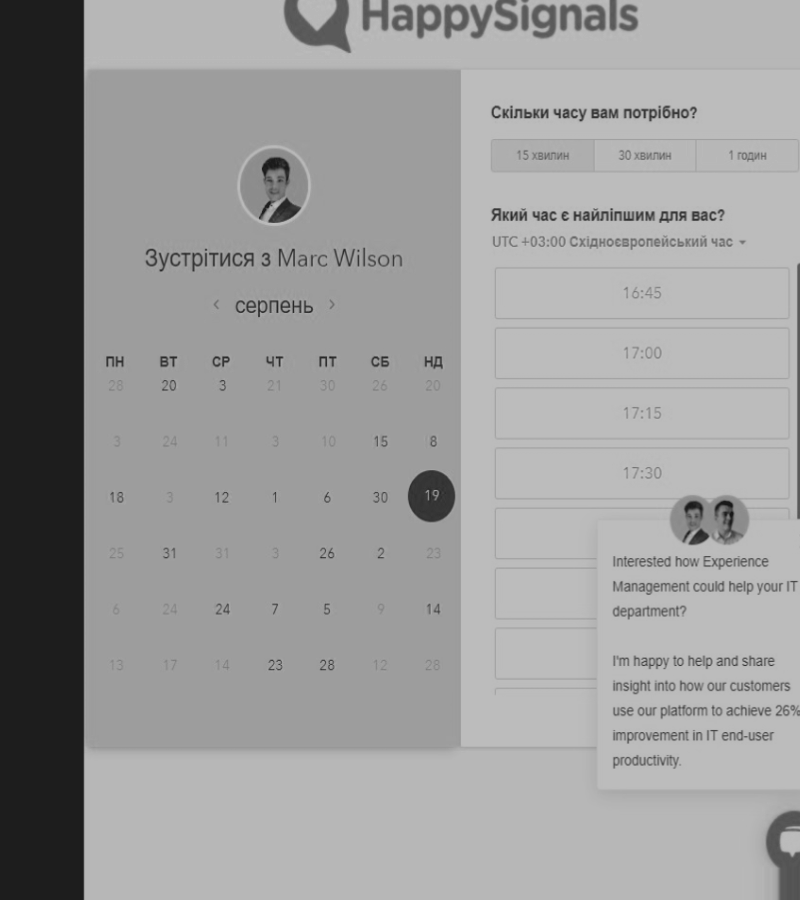 HappySignals
Зустрітися з Marc Wilson
серпень
ПН ВТ СР ЧТ ПТ СБ НД
28 20 3 21 30 26 20
3 24 11 3 10 15 8
18 3 12 1 6 30 19
25 31 31 3 26 2 23
6 24 24 7 5 9 14
13 17 14 23 28 12 28
Скільки часу вам потрібно?
15 хвилин 30 хвилин 1 годин
Який час є найліпшим для вас?
UTC +03:00 Східноєвропейський час
16:45
17:00
17:15
17:30
Interested how Experience
Management could help your IT
department?
I'm happy to help and share
insight into how our customers
use our platform to achieve 26%
improvement in IT end-user
productivity.